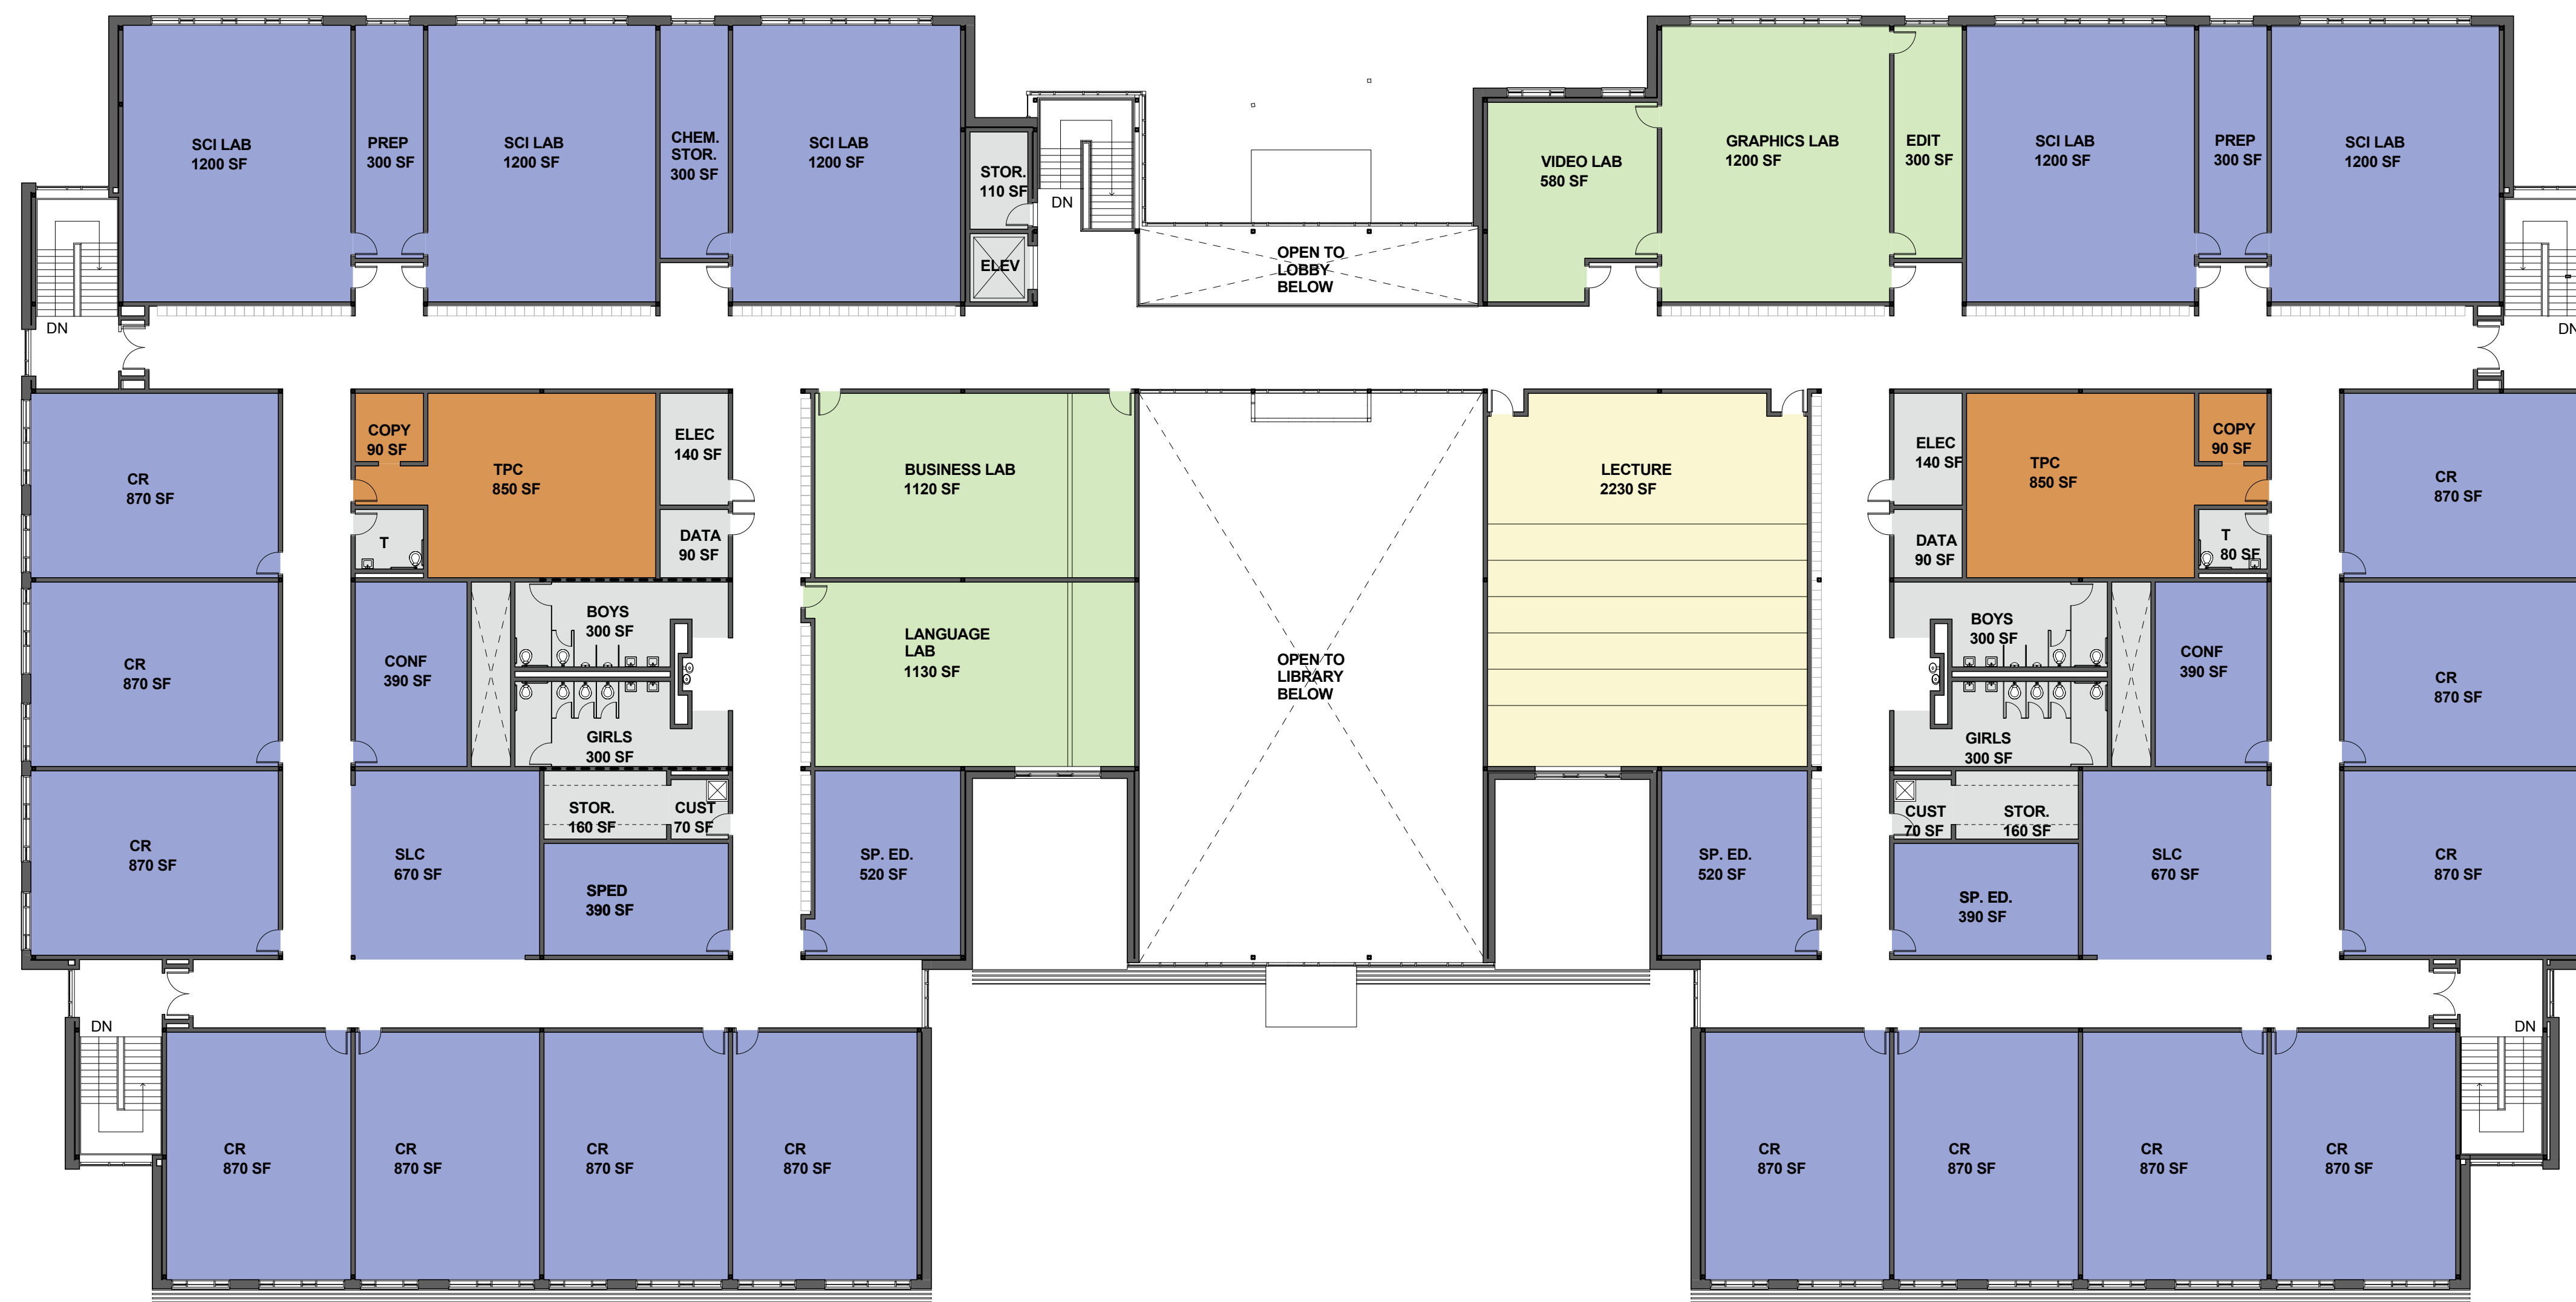 SCI LAB
1200 SF
PREP
300 SF
SCI LAB
1200 SF
CHEM.
STOR.
300 SF
SCI LAB
1200 SF
STOR.
110 SF
DN
ELEV
OPEN TO
LOBBY
BELOW
VIDEO LAB
580 SF
GRAPHICS LAB
1200 SF
EDIT
300 SF
SCI LAB
1200 SF
PREP
300 SF
SCI LAB
1200 SF
DN
DN
CR
870 SF
COPY
90 SF
TPC
850 SF
ELEC
140 SF
T
DATA
90 SF
BUSINESS LAB
1120 SF
LECTURE
2230 SF
ELEC
140 SF
TPC
850 SF
COPY
90 SF
DATA
90 SF
T
80 SF
CR
870 SF
CR
870 SF
CONF
390 SF
BOYS
300 SF
GIRLS
300 SF
LANGUAGE
LAB
1130 SF
OPEN TO
LIBRARY
BELOW
BOYS
300 SF
GIRLS
300 SF
CONF
390 SF
CR
870 SF
CR
870 SF
SLC
670 SF
STOR.
160 SF
CUST
70 SF
SPED
390 SF
SP. ED.
520 SF
SP. ED.
520 SF
CUST
70 SF
STOR.
160 SF
SP. ED.
390 SF
SLC
670 SF
CR
870 SF
DN
DN
CR
870 SF
CR
870 SF
CR
870 SF
CR
870 SF
CR
870 SF
CR
870 SF
CR
870 SF
CR
870 SF